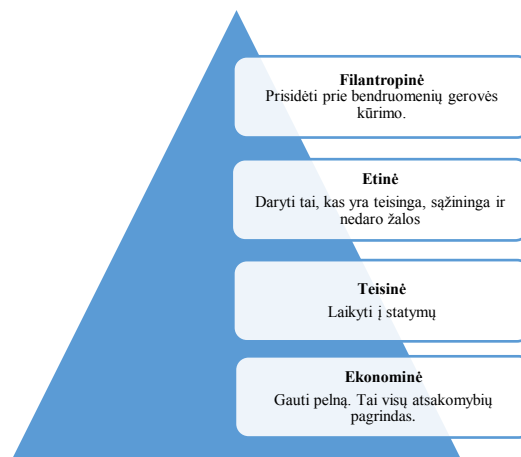 Filantropinė
Prisidėti prie bendruomenių gerovės
kūrimo.
Etinė
Daryti tai, kas yra teisinga, sąžininga ir
nedaro žalos
Teisinė
Laikyti į statymų
Ekonominė
Gauti pelną. Tai visų atsakomybių
pagrindas.